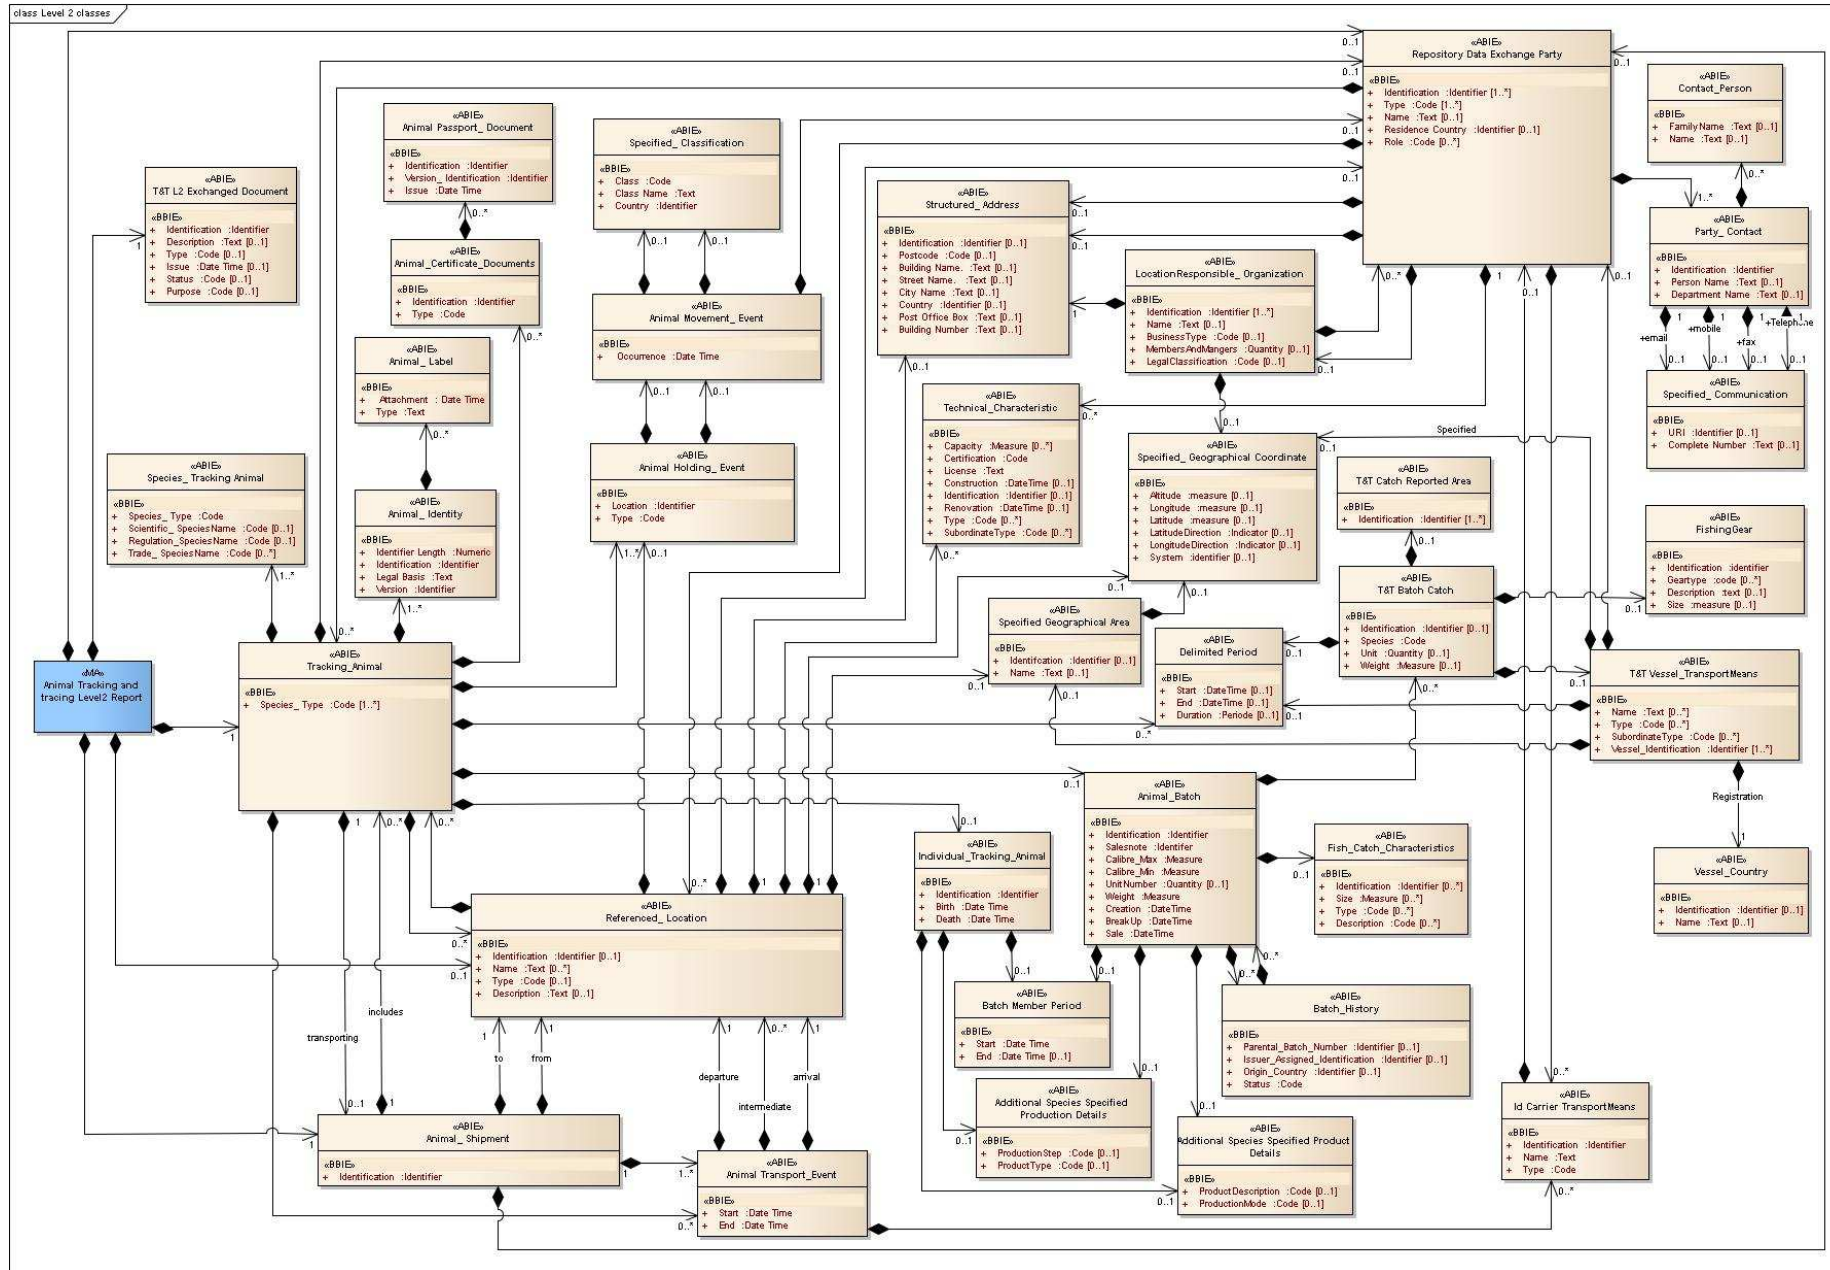 class Level 2 classes
«ABIE»
Repository Data Exchange Party
«BBIE»
+ Identification :Identifier [1..*]
+ Type :Code [1..*]
+ Name :Text [0..1]
+ Residence Country :Identifier [0..1]
+ Role :Code [0..*]
«ABIE»
Contact_Person
«BBIE»
+ FamilyName :Text [0..1]
+ Name :Text [0..1]
«ABIE»
Animal Passport_ Document
«BBIE»
+ Identification :Identifier
+ Version_ Identification :Identifier
+ Issue :Date Time
«ABIE»
Specified_ Classification
«BBIE»
+ Class :Code
+ Class Name :Text
+ Country :Identifier
«ABIE»
T&T L2 Exchanged Document
«BBIE»
+ Identification :Identifier
+ Description :Text [0..1]
+ Type :Code [0..1]
+ Issue :Date Time [0..1]
+ Status :Code [0..1]
+ Purpose :Code [0..1]
«ABIE»
Structured_ Address
«BBIE»
+ Identification :Identifier [0..1]
+ Postcode :Code [0..1]
+ Building Name. :Text [0..1]
+ Street Name. :Text [0..1]
+ City Name :Text [0..1]
+ Country :Identifier [0..1]
+ Post Office Box :Text [0..1]
+ Building Number :Text [0..1]
«ABIE»
Party_ Contact
«BBIE»
+ Identification :Identifier
+ Person Name :Text [0..1]
+ Department Name :Text [0..1]
+email
+mobile
+fax
+Telephone
«ABIE»
Animal_Certificate_Documents
«BBIE»
+ Identification :Identifier
+ Type :Code
«ABIE»
LocationResponsible_ Organization
«BBIE»
+ Identification :Identifier [1..*]
+ Name :Text [0..1]
+ BusinessType :Code [0..1]
+ MembersAndMangers :Quantity [0..1]
+ LegalClassification :Code [0..1]
«ABIE»
Animal Movement_ Event
«BBIE»
+ Occurrence :Date Time
«ABIE»
Animal_ Label
«BBIE»
+ Attachment : Date Time
+ Type :Text
«ABIE»
Specified_ Communication
«BBIE»
+ URI :Identifier [0..1]
+ Complete Number :Text [0..1]
«ABIE»
Technical_Characteristic
«BBIE»
+ Capacity :Measure [0..*]
+ Certification :Code
+ License :Text
+ Construction :DateTime [0..1]
+ Identification :Identifier [0..1]
+ Renovation :DateTime [0..1]
+ Type :Code [0..*]
+ SubordinateType :Code [0..*]
«ABIE»
Specified_ Geographical Coordinate
«BBIE»
+ Altitude :measure [0..1]
+ Longitude :measure [0..1]
+ Latitude :measure [0..1]
+ LatitudeDirection :Indicator [0..1]
+ LongitudeDirection :Indicator [0..1]
+ System :identifier [0..1]
Specified
«ABIE»
Animal Holding_ Event
«BBIE»
+ Location :Identifier
+ Type :Code
«ABIE»
Species_ Tracking Animal
«BBIE»
+ Species_ Type :Code
+ Scientific_ SpeciesName :Code [0..1]
+ Regulation_SpeciesName :Code [0..1]
+ Trade_ SpeciesName :Code [0..*]
«ABIE»
T&T Catch Reported Area
«BBIE»
+ Identification :Identifier [1..*]
«ABIE»
Animal_ Identity
«BBIE»
+ Identifier Length :Numeric
+ Identification :Identifier
+ Legal Basis :Text
+ Version :Identifier
«ABIE»
FishingGear
«BBIE»
+ Identification :identifier
+ Geartype :code [0..*]
+ Description :text [0..1]
+ Size :measure [0..1]
«ABIE»
T&T Batch Catch
«BBIE»
+ Identification :Identifier [0..1]
+ Species :Code
+ Unit :Quantity [0..1]
+ Weight :Measure [0..1]
«ABIE»
Specified Geographical Area
«BBIE»
+ Identifcation :Identifier [0..1]
+ Name :Text [0..1]
«ABIE»
Delimited Period
«BBIE»
+ Start :DateTime [0..1]
+ End :DateTime [0..1]
+ Duration :Periode [0..1]
«ABIE»
T&T Vessel_TransportMeans
«BBIE»
+ Name :Text [0..*]
+ Type :Code [0..*]
+ SubordinateType :Code [0..*]
+ Vessel_Identification :Identifier [1..*]
Registration
«MA»
Animal Tracking and
tracing Level2 Report
«ABIE»
Tracking_Animal
«BBIE»
+ Species_ Type :Code [1..*]
«ABIE»
Animal_Batch
«BBIE»
+ Identification :Identifier
+ Salesnote :Identifer
+ Calibre_Max :Measure
+ Calibre_Min :Measure
+ UnitNumber :Quantity [0..1]
+ Weight :Measure
+ Creation :DateTime
+ BreakUp :DateTime
+ Sale :DateTime
«ABIE»
Fish_Catch_Characteristics
«BBIE»
+ Identification :Identifier [0..*]
+ Size :Measure [0..*]
+ Type :Code [0..*]
+ Description :Code [0..*]
«ABIE»
Individual_Tracking_Animal
«BBIE»
+ Identification :Identifier
+ Birth :Date Time
+ Death :Date Time
«ABIE»
Vessel_Country
«BBIE»
+ Identification :Identifier [0..1]
+ Name :Text [0..1]
«ABIE»
Referenced_ Location
«BBIE»
+ Identification :Identifier [0..1]
+ Name :Text [0..*]
+ Type :Code [0..1]
+ Description :Text [0..1]
«ABIE»
Batch Member Period
«BBIE»
+ Start :Date Time
+ End :Date Time [0..1]
«ABIE»
Batch_History
«BBIE»
+ Parental_Batch_Number :Identifier [0..1]
+ Issuer_Assigned_Identification :Identifier [0..1]
+ Origin_Country :Identifier [0..1]
+ Status :Code
transporting
includes
to
from
departure
intermediate
arrival
«ABIE»
Additional Species Specified
Production Details
«BBIE»
+ ProductionStep :Code [0..1]
+ ProductType :Code [0..1]
«ABIE»
Id Carrier TransportMeans
«BBIE»
+ Identification :Identifier
+ Name :Text
+ Type :Code
«ABIE»
Animal_ Shipment
«BBIE»
+ Identification :Identifier
«ABIE»
Additional Species Specified Product
Details
«BBIE»
+ ProductDescription :Code [0..1]
+ ProductionMode :Code [0..1]
«ABIE»
Animal Transport_Event
«BBIE»
+ Start :Date Time
+ End :Date Time